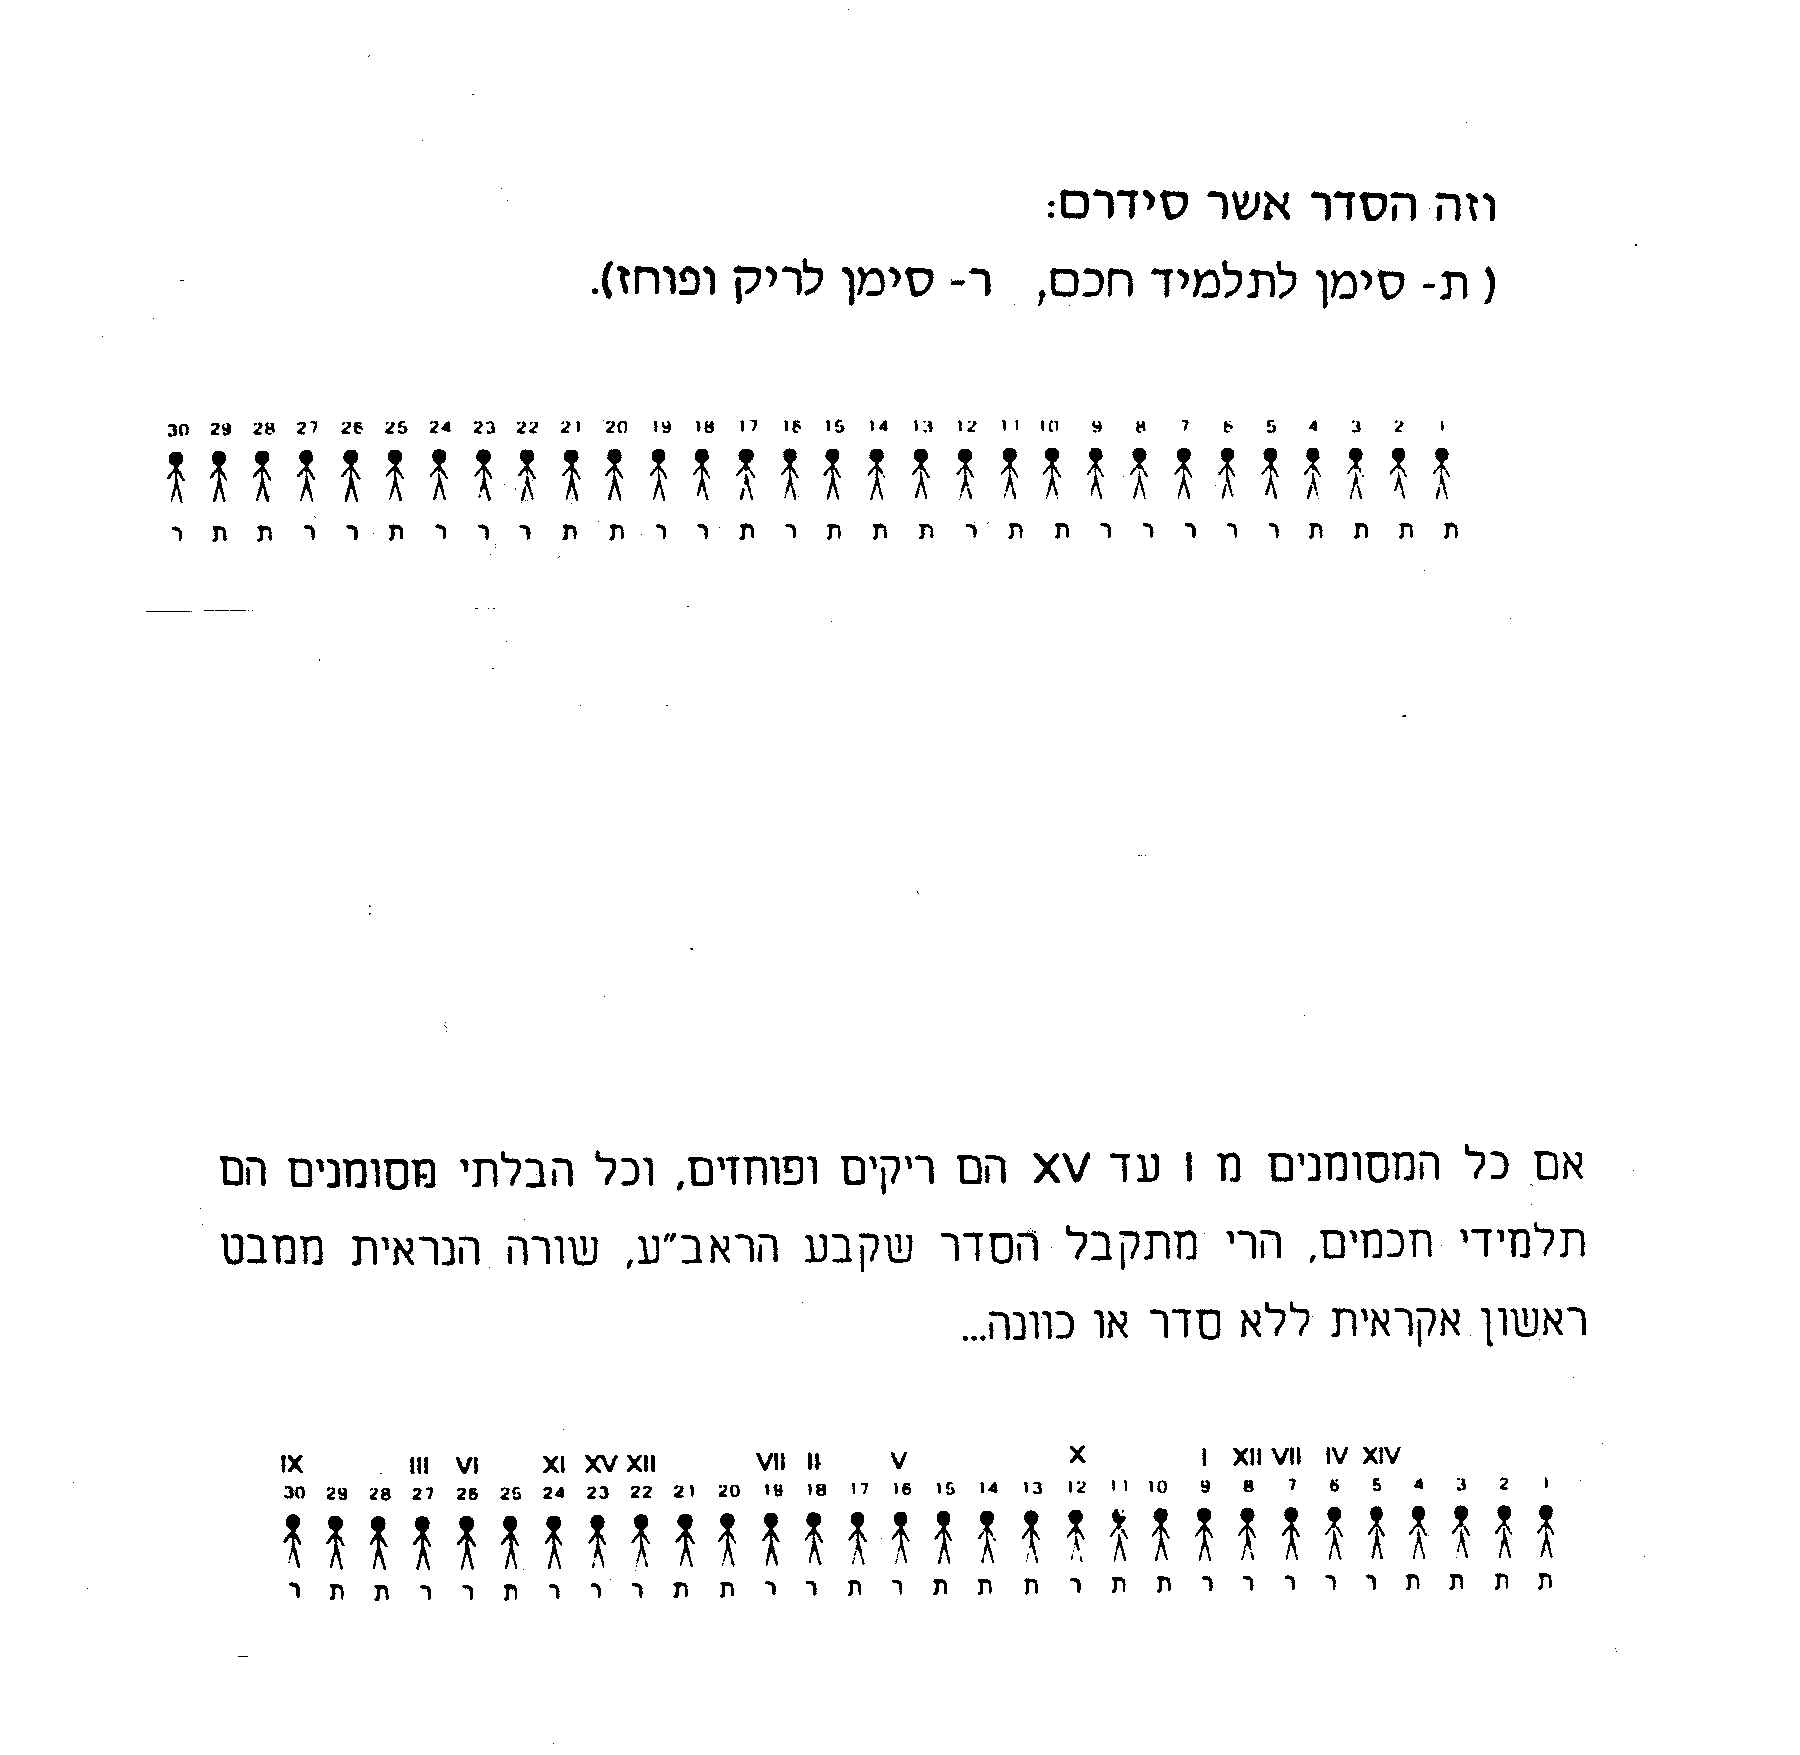 וזה הסדר אשר סידרם:
( ת- סימן לתלמיד חכם, ר- סימן לריק ופוחז).
30 29 28 27 26 25 24 23 22 21 20 19 18 17 16 15 14 13 12 11 10 9 8 7 6 5 4 3 2 1
ר ת ת ר ר ת ר ר ר ת ת ר ר ת ר ת ת ת ר ת ת ר ר ר ר ר ת ת ת ת
אם כל המסומנים מ I עד XV הם ריקים ופוחזים, וכל הבלתי מסומנים הם
תלמידי חכמים, הרי מתקבל הסדר שקבע הראב״ע, שורה הנראית ממבט
ראשון אקראית ללא סדר או כוונה...
IX III VI XI XV XII VII II V X I XII VII IV XIV
30 29 28 27 26 25 24 23 22 21 20 19 18 17 16 15 14 13 12 11 10 9 8 7 6 5 4 3 2 1
ר ת ת ר ר ת ר ר ר ת ת ר ר ת ר ת ת ת ר ת ת ר ר ר ר ר ת ת ת ת